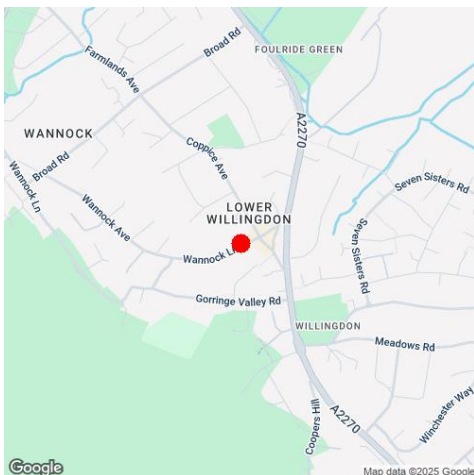 FOULRIDE GREEN
Broad Rd
Farmlands Ave
A2270
WANNOCK
Coppice Ave
Wannock Ln
Broad Rd
Seven Sisters Rd
Wannock Ave
LOWER
WILLINGDON
Seven Sisters Rd
Wannock L
Gorringe Valley Rd
WILLINGDON
Meadows Rd
Coopers Hill
A2270
Winchester Way
Google
Map data ©2025 Google